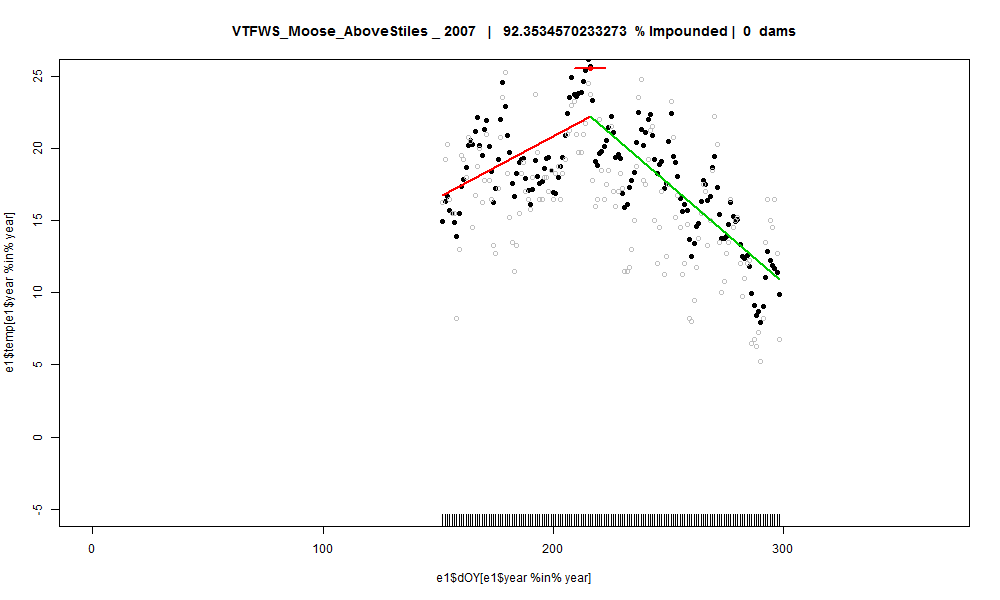 VTFWS_Moose_AboveStiles _ 2007 | 92.3534570233273 % Impounded | 0 dams
25
20
15
10
5
0
-5
e1$temp[e1$year %in% year]
0 100 200 300
e1$dOY[e1$year %in% year]